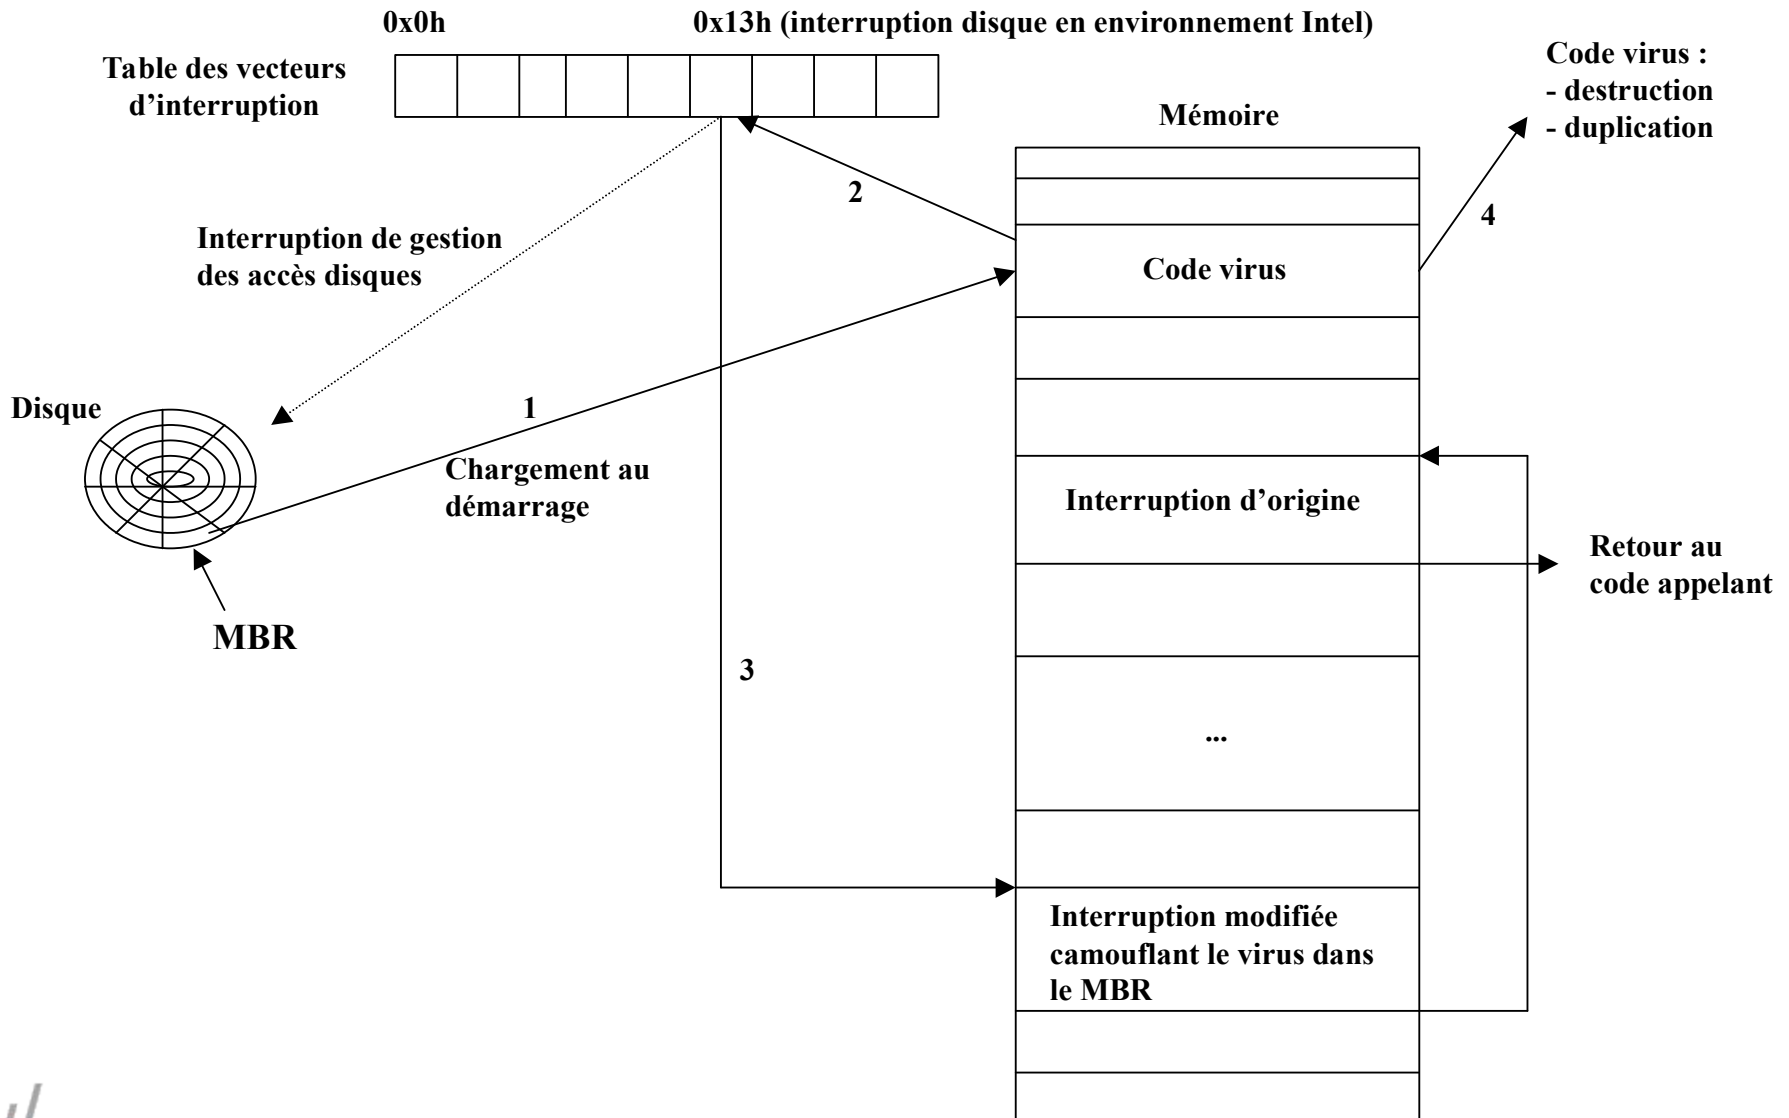 0x0h
0x13h (interruption disque en environnement Intel)
Table des vecteurs
d’interruption
Code virus :
- destruction
- duplication
Mémoire
2
4
Interruption de gestion
des accès disques
Code virus
Disque
1
Chargement au
démarrage
Interruption d’origine
Retour au
code appelant
MBR
3
...
Interruption modifiée
camouflant le virus dans
le MBR